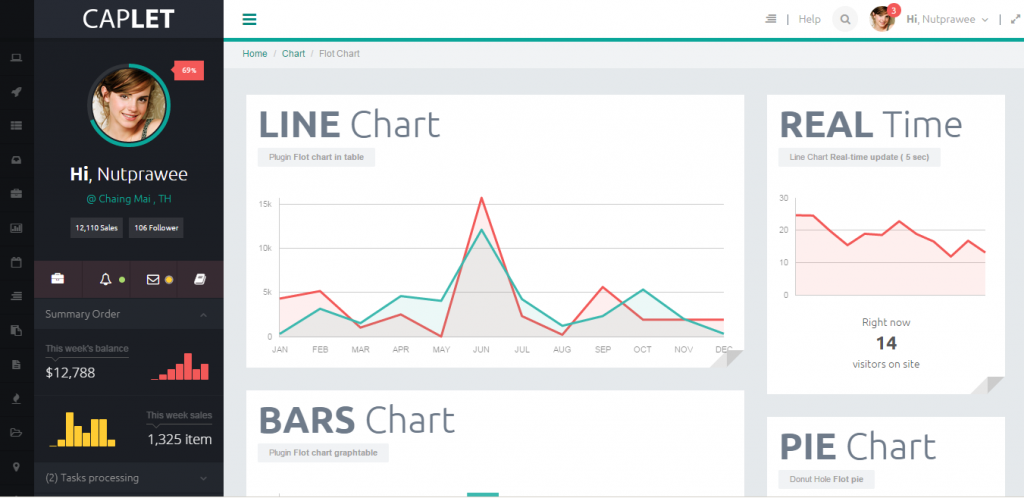 CAPLET
Help
3
Hi, Nutprawee
Home / Chart / Flot Chart
69%
Hi, Nutprawee
@ Chaing Mai , TH
12,110 Sales
106 Follower
Summary Order
This week's balance
$12,788
This week sales
1,325 item
(2) Tasks processing
LINE Chart
Plugin Flot chart in table
15k
10k
5k
0
JAN FEB MAR APR MAY JUN JUL AUG SEP OCT NOV DEC
REAL Time
Line Chart Real-time update ( 5 sec)
30
20
10
0
Right now
14
visitors on site
BARS Chart
Plugin Flot chart graphtable
PIE Chart
Donut Hole Flot pie